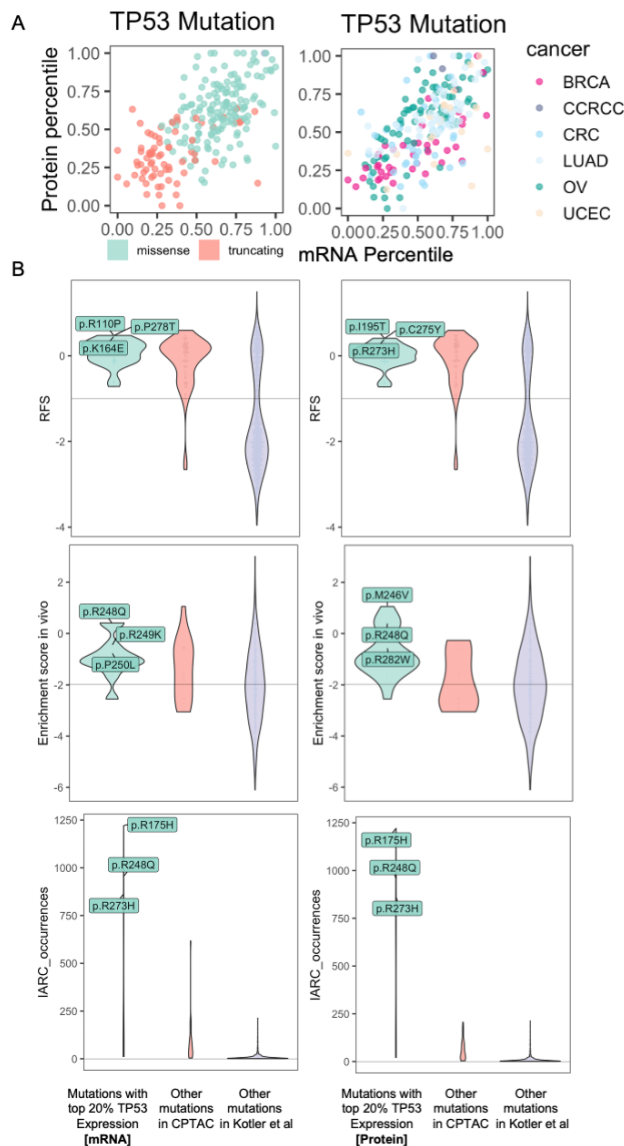 A
TP53 Mutation
TP53 Mutation
Protein percentile
1.00
0.75
0.50
0.25
0.00
0.00
0.25
0.50
0.75
1.00
1.00
0.75
0.50
0.25
0.00
0.00
0.25
0.50
0.75
1.00
mRNA Percentile
missense
truncating
cancer
BRCA
CCRCC
CRC
LUAD
OV
UCEC
B
RFS
0
-2
-4
p.R110P
p.P278T
p.K164E
RFS
0
-2
-4
p.I195T
p.C275Y
p.R273H
Enrichment score in vivo
2
0
-2
-4
-6
p.R248Q
p.R249K
p.P250L
Enrichment score in vivo
2
0
-2
-4
-6
p.M246V
p.R248Q
p.R282W
IARC_occurrences
1250
1000
750
500
250
0
p.R175H
p.R248Q
p.R273H
IARC_occurrences
1250
1000
750
500
250
0
p.R175H
p.R248Q
p.R273H
Mutations with
top 20% TP53
Expression
[mRNA]
Other
mutations
in CPTAC
Other
mutations
in Kotler et al
Mutations with
top 20% TP53
Expression
[Protein]
Other
mutations
in CPTAC
Other
mutations
in Kotler et al